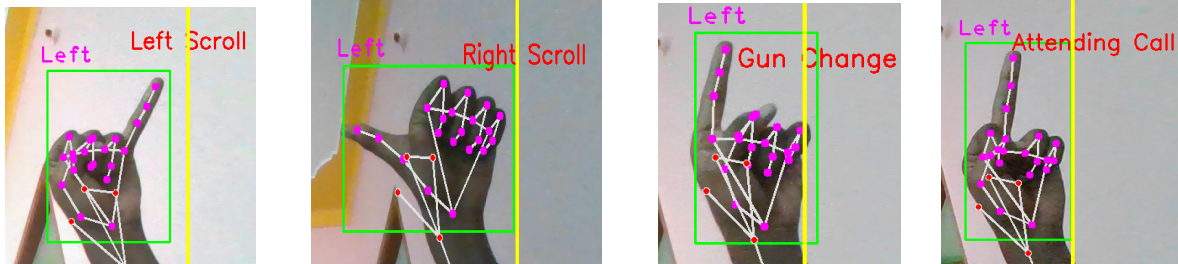 Left
Left Scroll
Left
Right Scroll
Left
Gun Change
Left
Attending Call